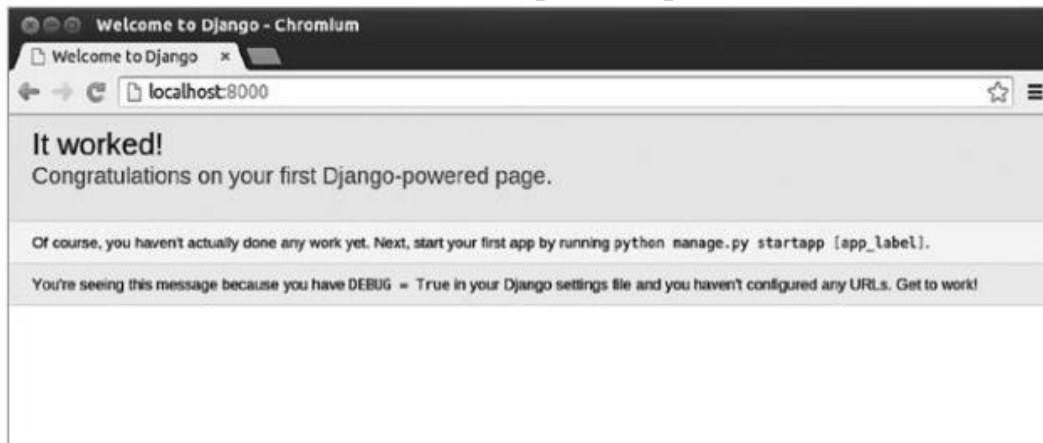 Welcome to Django - Chromium
Welcome to Django
localhost:8000
It worked!
Congratulations on your first Django-powered page.
Of course, you haven't actually done any work yet. Next, start your first app by running python manage.py startapp [app_label].
You're seeing this message because you have DEBUG = True in your Django settings file and you haven't configured any URLs. Get to work!